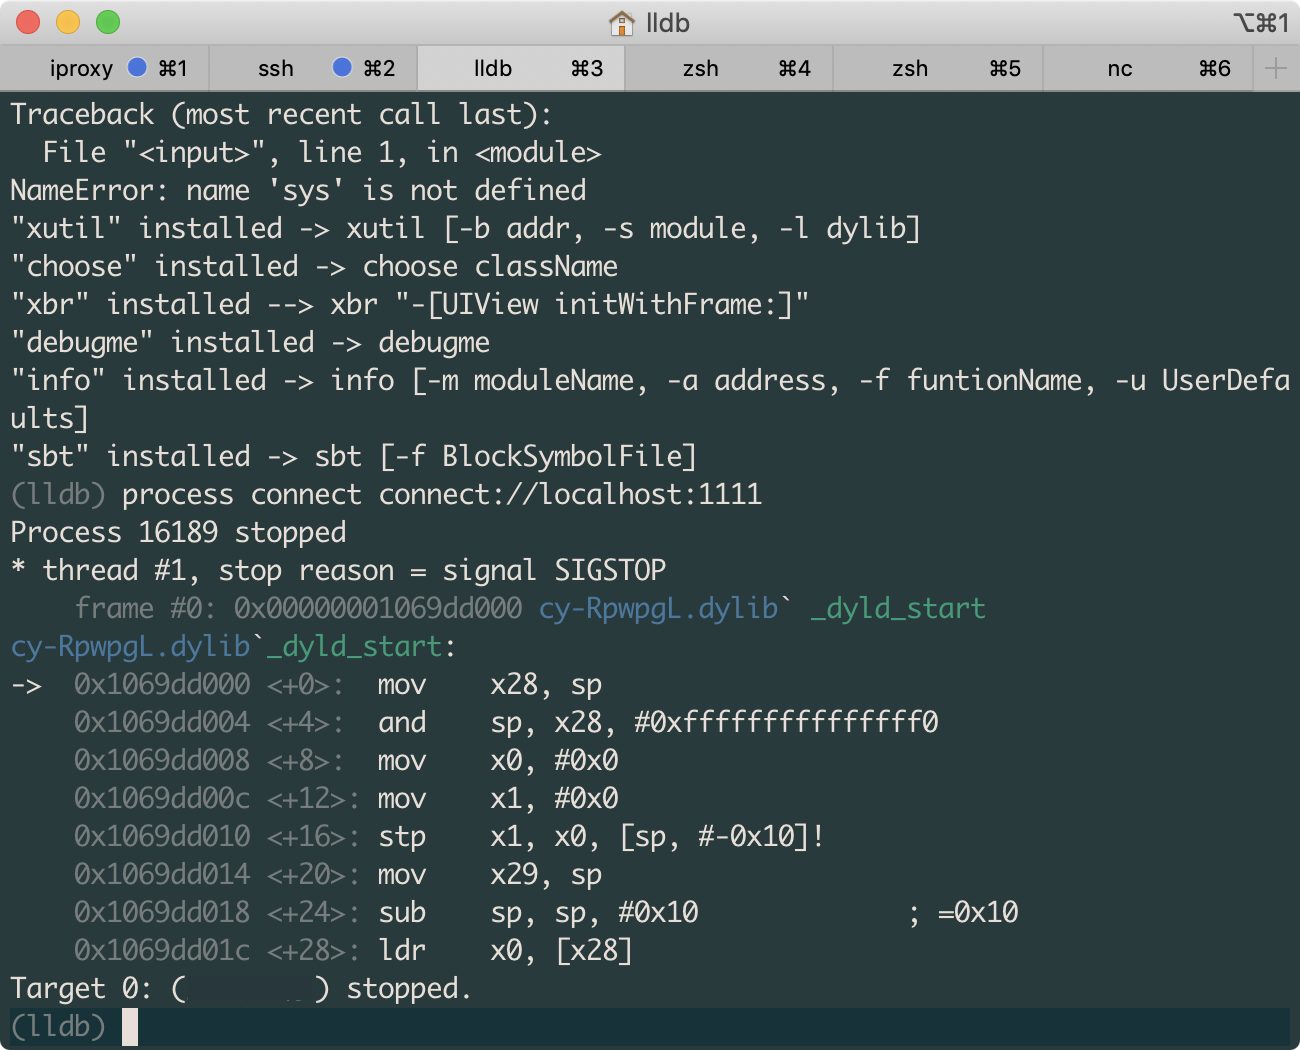 lldb
⌥⌘1
iproxy ⌘1 ssh ⌘2 lldb ⌘3 zsh ⌘4 zsh ⌘5 nc ⌘6
Traceback (most recent call last):
  File "<input>", line 1, in <module>
NameError: name 'sys' is not defined
"xutil" installed -> xutil [-b addr, -s module, -l dylib]
"choose" installed -> choose className
"xbr" installed --> xbr "-[UIView initWithFrame:]"
"debugme" installed -> debugme
"info" installed -> info [-m moduleName, -a address, -f funtionName, -u UserDefa
ults]
"sbt" installed -> sbt [-f BlockSymbolFile]
(lldb) process connect connect://localhost:1111
Process 16189 stopped
* thread #1, stop reason = signal SIGSTOP
    frame #0: 0x00000001069dd000 cy-RpwpgL.dylib` _dyld_start
cy-RpwpgL.dylib`_dyld_start:
->  0x1069dd000 <+0>:  mov    x28, sp
    0x1069dd004 <+4>:  and    sp, x28, #0xfffffffffffffff0
    0x1069dd008 <+8>:  mov    x0, #0x0
    0x1069dd00c <+12>: mov    x1, #0x0
    0x1069dd010 <+16>: stp    x1, x0, [sp, #-0x10]!
    0x1069dd014 <+20>: mov    x29, sp
    0x1069dd018 <+24>: sub    sp, sp, #0x10             ; =0x10
    0x1069dd01c <+28>: ldr    x0, [x28]
Target 0: ( ) stopped.
(lldb)